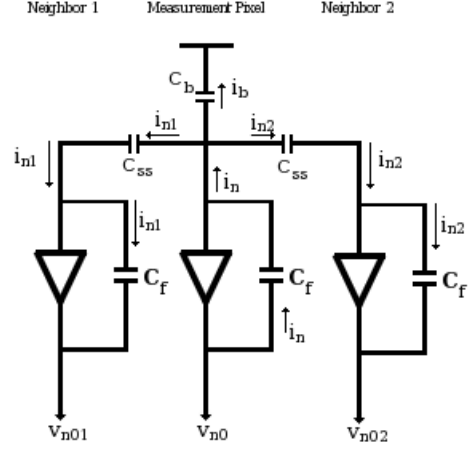 Neighbor 1 Measurement Pixel Neighbor 2
C_b i_b
i_n1 i_n2
i_n1 C_ss i_n C_ss i_n2
i_n1 i_n2
C_f C_f C_f
i_n
v_n01 v_n0 v_n02